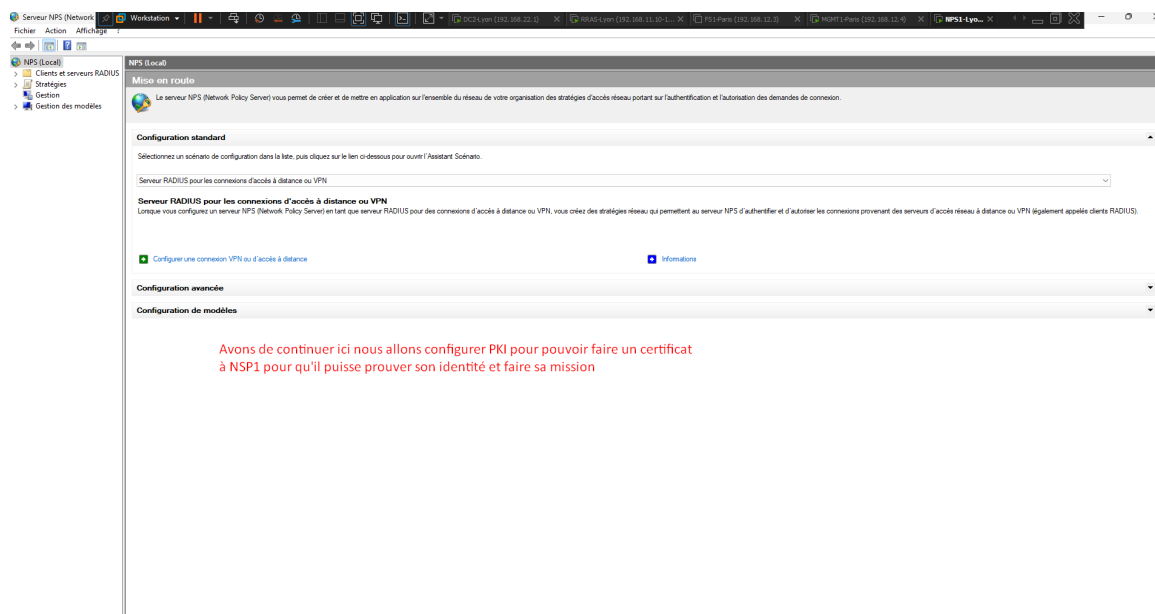 Serveur NPS (Network
Workstation
DC2-Lyon (192.168.22.1)
RRAS-Lyon (192.168.11.10-1...
FS1-Paris (192.168.12.3)
MGMT1-Paris (192.168.12.4)
NPS1-Lyo...
Fichier Action Affichage ?
NPS (Local)
Clients et serveurs RADIUS
Stratégies
Gestion
Gestion des modèles
NPS (Local)
Mise en route
Le serveur NPS (Network Policy Server) vous permet de créer et de mettre en application sur l'ensemble du réseau de votre organisation des stratégies d'accès réseau portant sur l'authentification et l'autorisation des demandes de connexion.
Configuration standard
Sélectionnez un scénario de configuration dans la liste, puis cliquez sur le lien ci-dessous pour ouvrir l'Assistant Scénario.
Serveur RADIUS pour les connexions d'accès à distance ou VPN
Serveur RADIUS pour les connexions d'accès à distance ou VPN
Lorsque vous configurez un serveur NPS (Network Policy Server) en tant que serveur RADIUS pour des connexions d'accès à distance ou VPN, vous créez des stratégies réseau qui permettent au serveur NPS d'authentifier et d'autoriser les connexions provenant des serveurs d'accès réseau à distance ou VPN (également appelés clients RADIUS).
Configurer une connexion VPN ou d'accès à distance
Informations
Configuration avancée
Configuration de modèles
Avons de continuer ici nous allons configurer PKI pour pouvoir faire un certificat
à NSP1 pour qu'il puisse prouver son identité et faire sa mission